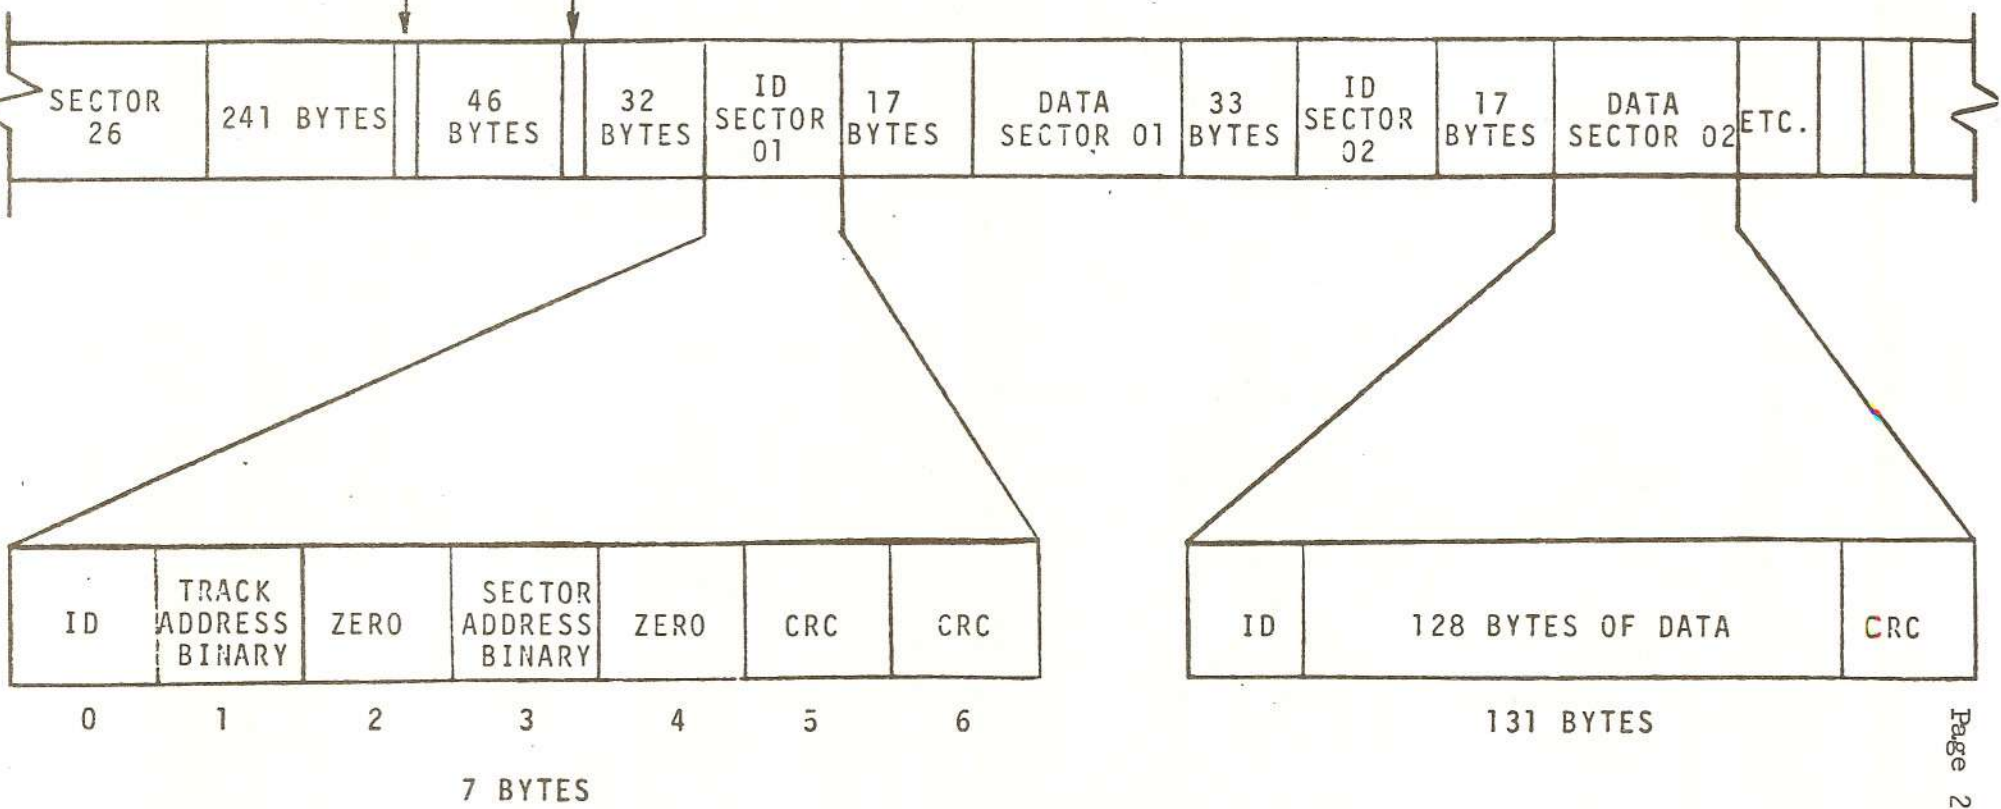 SECTOR
26
241 BYTES
46
BYTES
32
BYTES
ID
SECTOR
01
17
BYTES
DATA
SECTOR 01
33
BYTES
ID
SECTOR
02
17
BYTES
DATA
SECTOR 02
ETC.
ID
TRACK
ADDRESS
BINARY
ZERO
SECTOR
ADDRESS
BINARY
ZERO
CRC
CRC
0 1 2 3 4 5 6
7 BYTES
ID
128 BYTES OF DATA
CRC
131 BYTES
Page 2